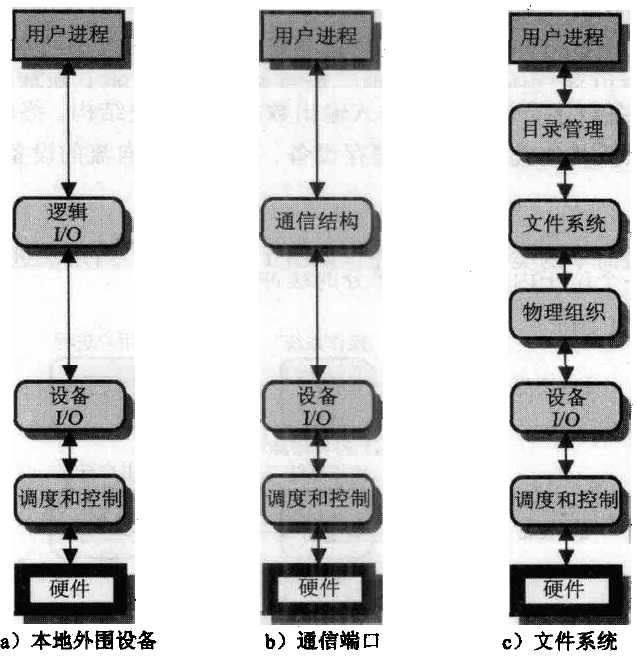 用户进程
逻辑
I/O
设备
I/O
调度和控制
硬件
a）本地外围设备
用户进程
通信结构
设备
I/O
调度和控制
硬件
b）通信端口
用户进程
目录管理
文件系统
物理组织
设备
I/O
调度和控制
硬件
c）文件系统